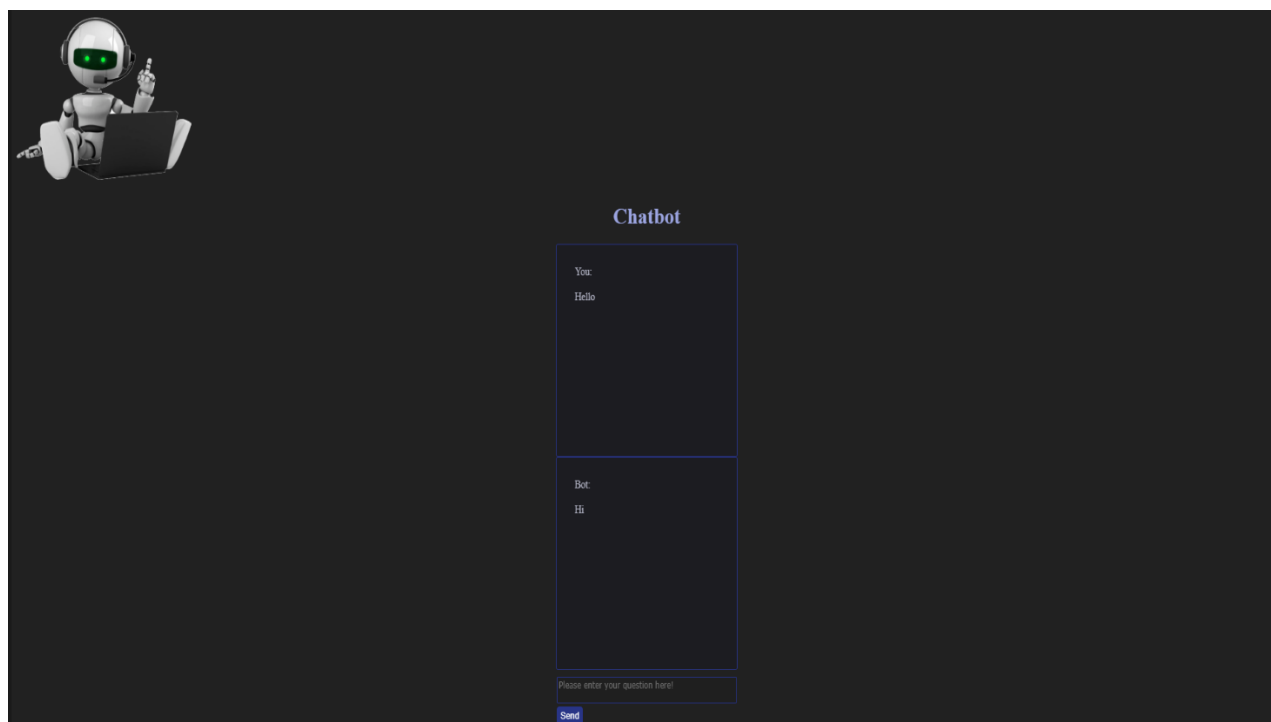 Chatbot
You:
Hello
Bot:
Hi
Please enter your question here!
Send